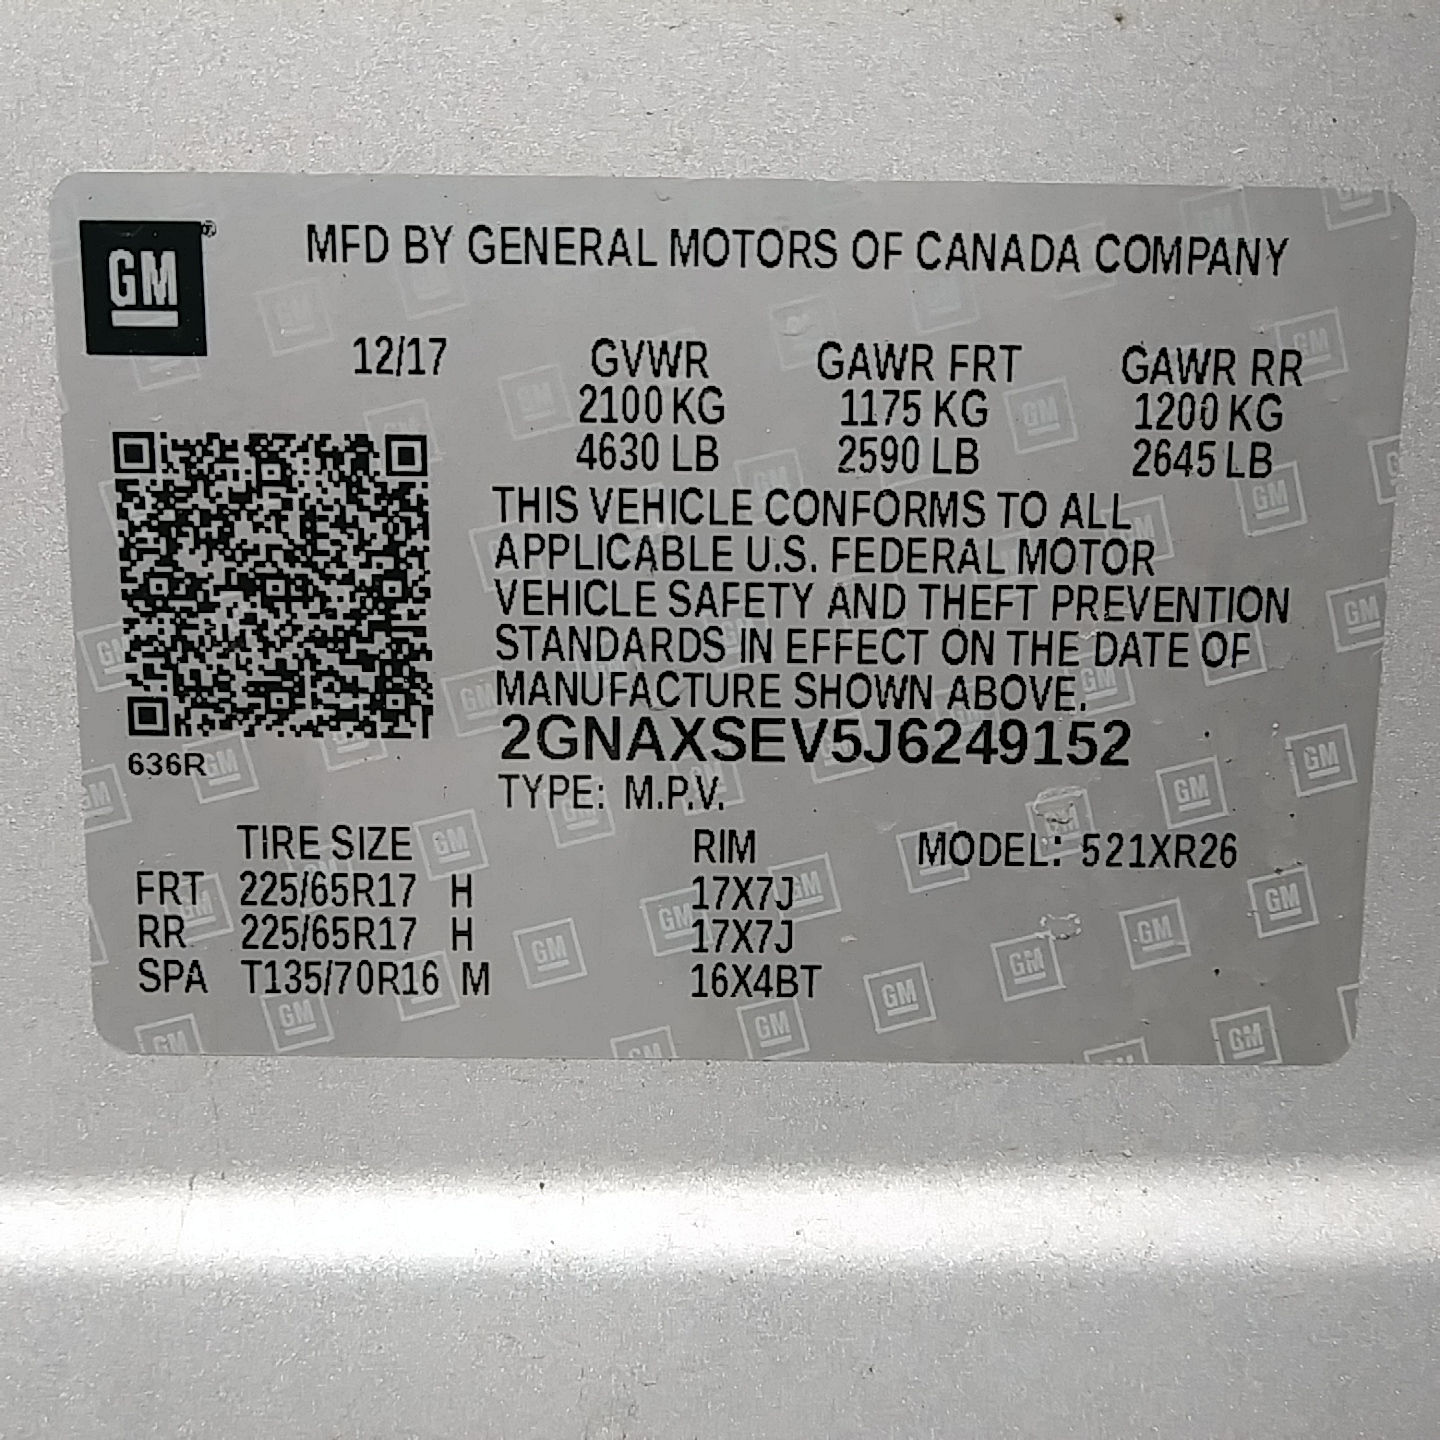 GM
MFD BY GENERAL MOTORS OF CANADA COMPANY
12/17 GVWR GAWR FRT GAWR RR
2100 KG 1175 KG 1200 KG
4630 LB 2590 LB 2645 LB
THIS VEHICLE CONFORMS TO ALL
APPLICABLE U.S. FEDERAL MOTOR
VEHICLE SAFETY AND THEFT PREVENTION
STANDARDS IN EFFECT ON THE DATE OF
MANUFACTURE SHOWN ABOVE.
2GNAXSEV5J6249152
636R
TYPE: M.P.V.
TIRE SIZE RIM MODEL: 521XR26
FRT 225/65R17 H 17X7J
RR 225/65R17 H 17X7J
SPA T135/70R16 M 16X4BT